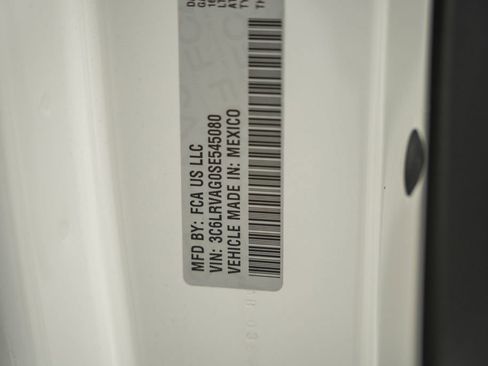 MFD BY: FCA US LLC
VIN: 3C6LRVAG0SE545080
VEHICLE MADE IN: MEXICO